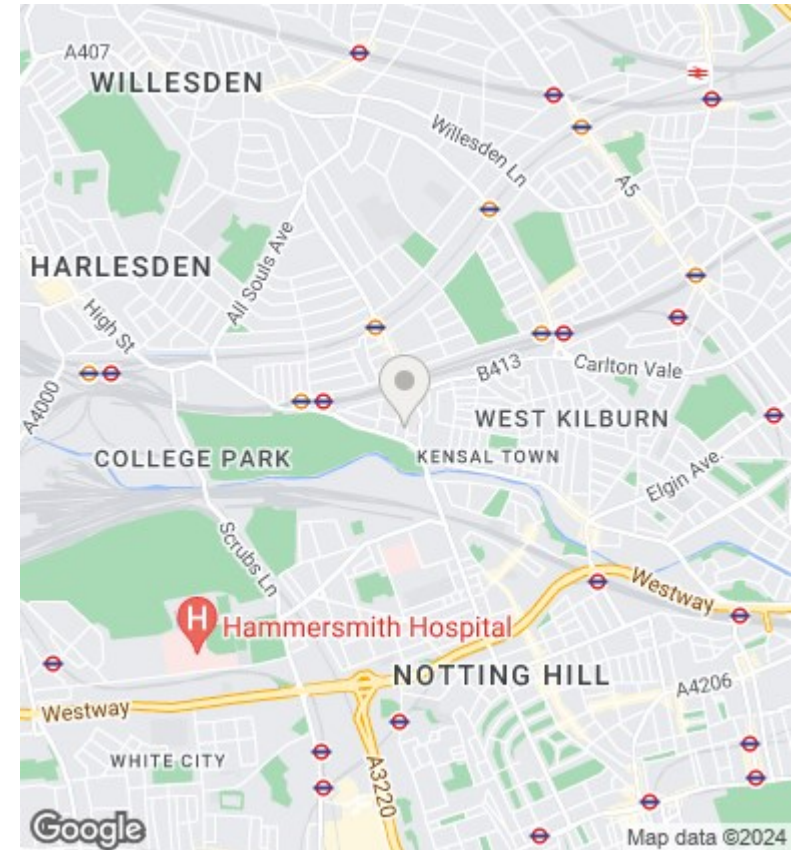 A407
WILLESDEN
Willesden Ln
A5
All Souls Ave
HARLESDEN
High St
A4000
B413
Carlton Vale
WEST KILBURN
KENSAL TOWN
COLLEGE PARK
Elgin Ave.
Scrubs Ln
Westway
H
Hammersmith Hospital
NOTTING HILL
A4206
Westway
WHITE CITY
A3220
Google
Map data ©2024